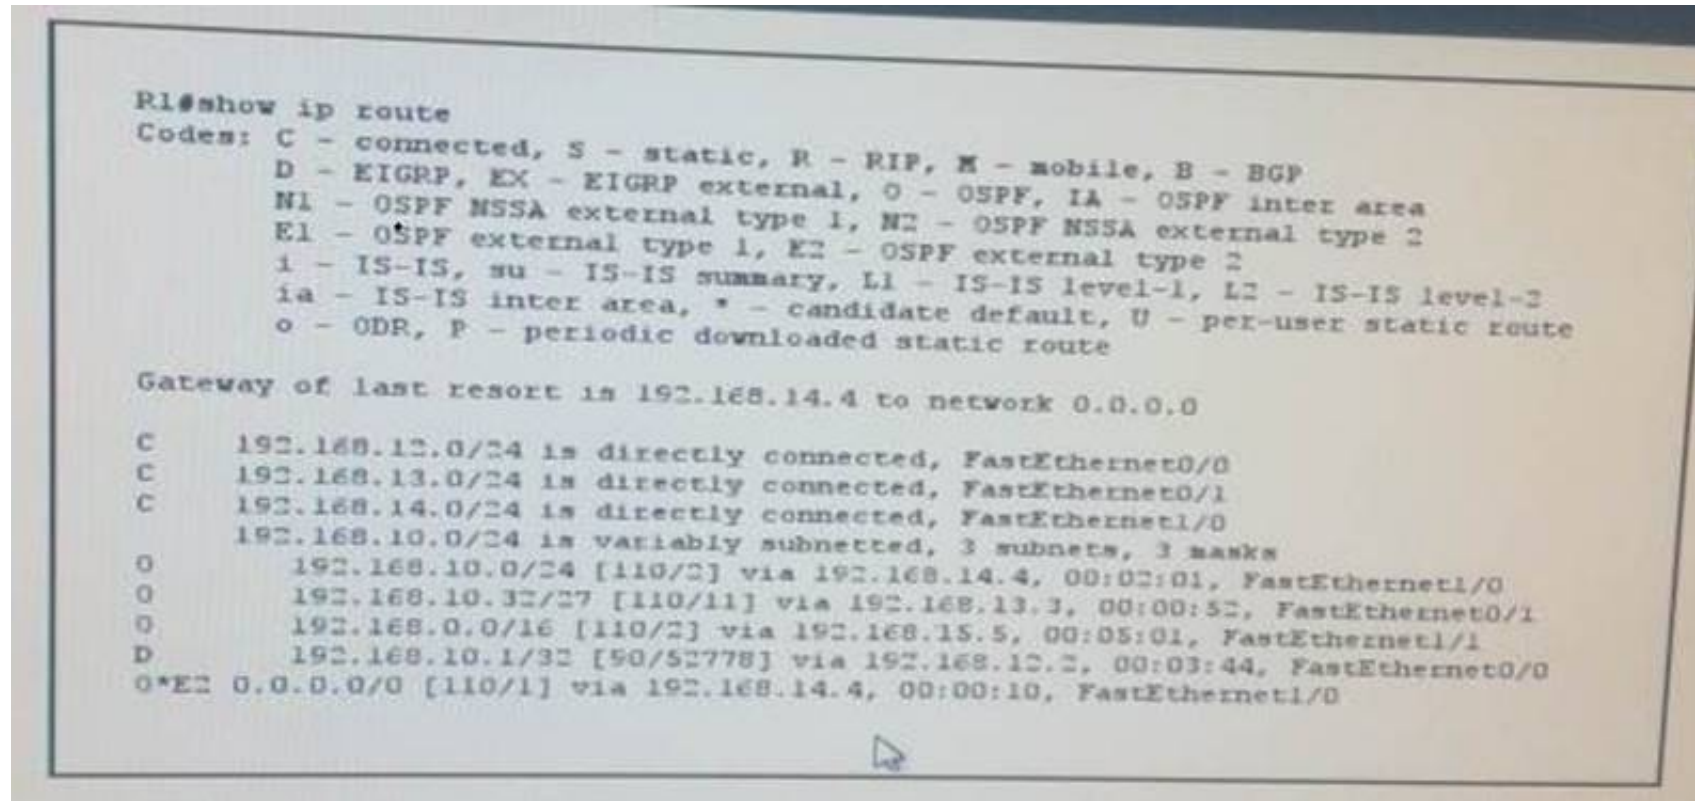 R1#show ip route
Codes: C - connected, S - static, R - RIP, M - mobile, B - BGP
D - EIGRP, EX - EIGRP external, O - OSPF, IA - OSPF inter area
N1 - OSPF NSSA external type 1, N2 - OSPF NSSA external type 2
E1 - OSPF external type 1, E2 - OSPF external type 2
i - IS-IS, su - IS-IS summary, L1 - IS-IS level-1, L2 - IS-IS level-2
ia - IS-IS inter area, * - candidate default, U - per-user static route
o - ODR, P - periodic downloaded static route
Gateway of last resort is 192.168.14.4 to network 0.0.0.0
C 192.168.12.0/24 is directly connected, FastEthernet0/0
C 192.168.13.0/24 is directly connected, FastEthernet0/1
C 192.168.14.0/24 is directly connected, FastEthernet1/0
192.168.10.0/24 is variably subnetted, 3 subnets, 3 masks
O 192.168.10.0/24 [110/2] via 192.168.14.4, 00:02:01, FastEthernet1/0
O 192.168.10.32/27 [110/11] via 192.168.13.3, 00:00:52, FastEthernet0/1
O 192.168.0.0/16 [110/2] via 192.168.15.5, 00:05:01, FastEthernet1/1
D 192.168.10.1/32 [90/52778] via 192.168.12.2, 00:03:44, FastEthernet0/0
O*E2 0.0.0.0/0 [110/1] via 192.168.14.4, 00:00:10, FastEthernet1/0